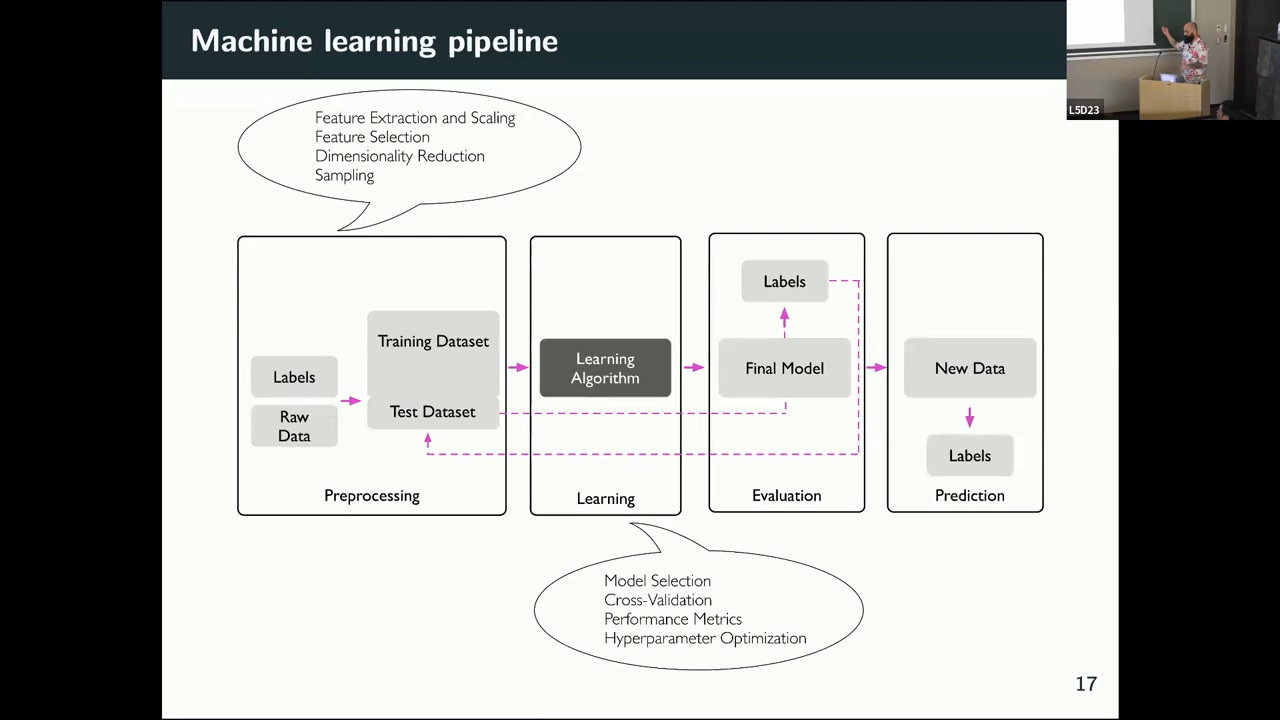 Machine learning pipeline
L5D23
Feature Extraction and Scaling
Feature Selection
Dimensionality Reduction
Sampling
Labels
Raw
Data
Training Dataset
Test Dataset
Preprocessing
Learning
Algorithm
Learning
Labels
Final Model
Evaluation
New Data
Labels
Prediction
Model Selection
Cross-Validation
Performance Metrics
Hyperparameter Optimization
17